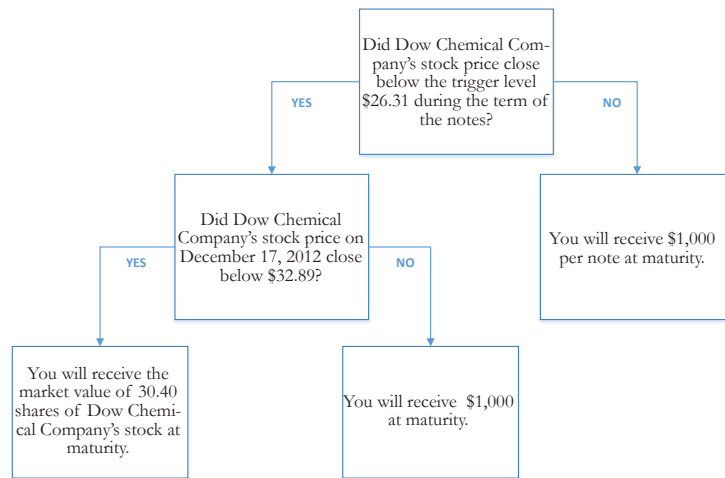 Did Dow Chemical Com-
pany's stock price close
below the trigger level
$26.31 during the term of
the notes?
YES
NO
Did Dow Chemical
Company's stock price on
December 17, 2012 close
below $32.89?
You will receive $1,000
per note at maturity.
YES
NO
You will receive the
market value of 30.40
shares of Dow Chemi-
cal Company's stock at
maturity.
You will receive $1,000
at maturity.